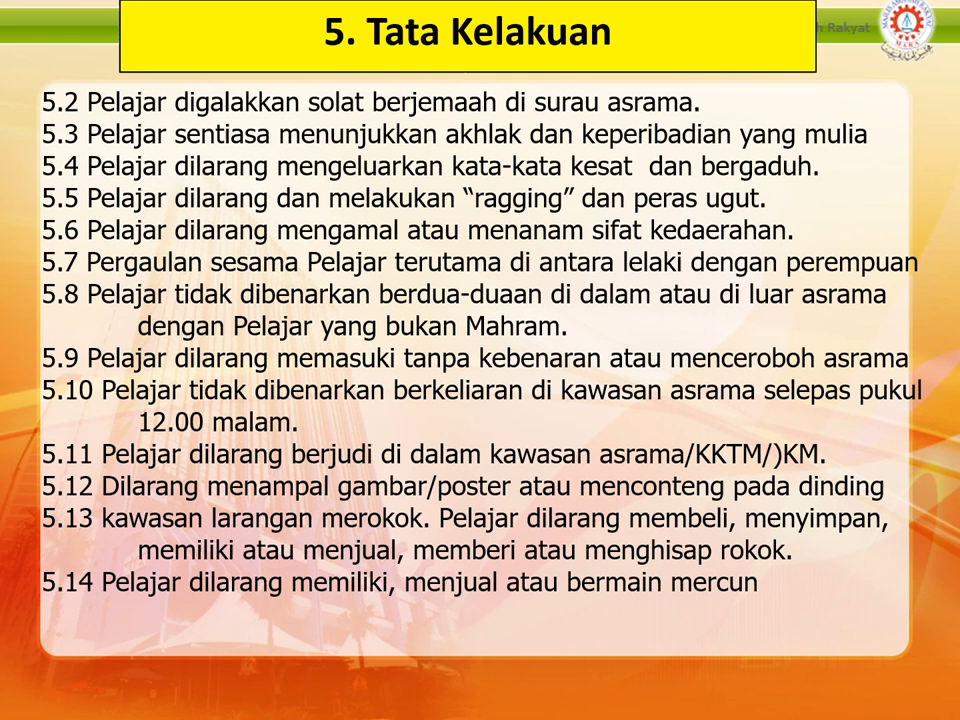 5. Tata Kelakuan
h Rakyat
MARA
5.2 Pelajar digalakkan solat berjemaah di surau asrama.
5.3 Pelajar sentiasa menunjukkan akhlak dan keperibadian yang mulia
5.4 Pelajar dilarang mengeluarkan kata-kata kesat dan bergaduh.
5.5 Pelajar dilarang dan melakukan “ragging” dan peras ugut.
5.6 Pelajar dilarang mengamal atau menanam sifat kedaerahan.
5.7 Pergaulan sesama Pelajar terutama di antara lelaki dengan perempuan
5.8 Pelajar tidak dibenarkan berdua-duaan di dalam atau di luar asrama
dengan Pelajar yang bukan Mahram.
5.9 Pelajar dilarang memasuki tanpa kebenaran atau menceroboh asrama
5.10 Pelajar tidak dibenarkan berkeliaran di kawasan asrama selepas pukul
12.00 malam.
5.11 Pelajar dilarang berjudi di dalam kawasan asrama/KKTM/)KM.
5.12 Dilarang menampal gambar/poster atau menconteng pada dinding
5.13 kawasan larangan merokok. Pelajar dilarang membeli, menyimpan,
memiliki atau menjual, memberi atau menghisap rokok.
5.14 Pelajar dilarang memiliki, menjual atau bermain mercun